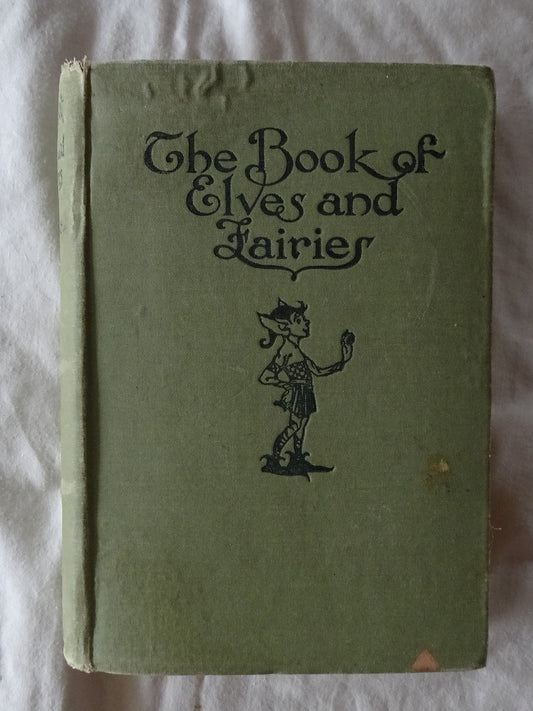 The Book of
Elves and
Fairies